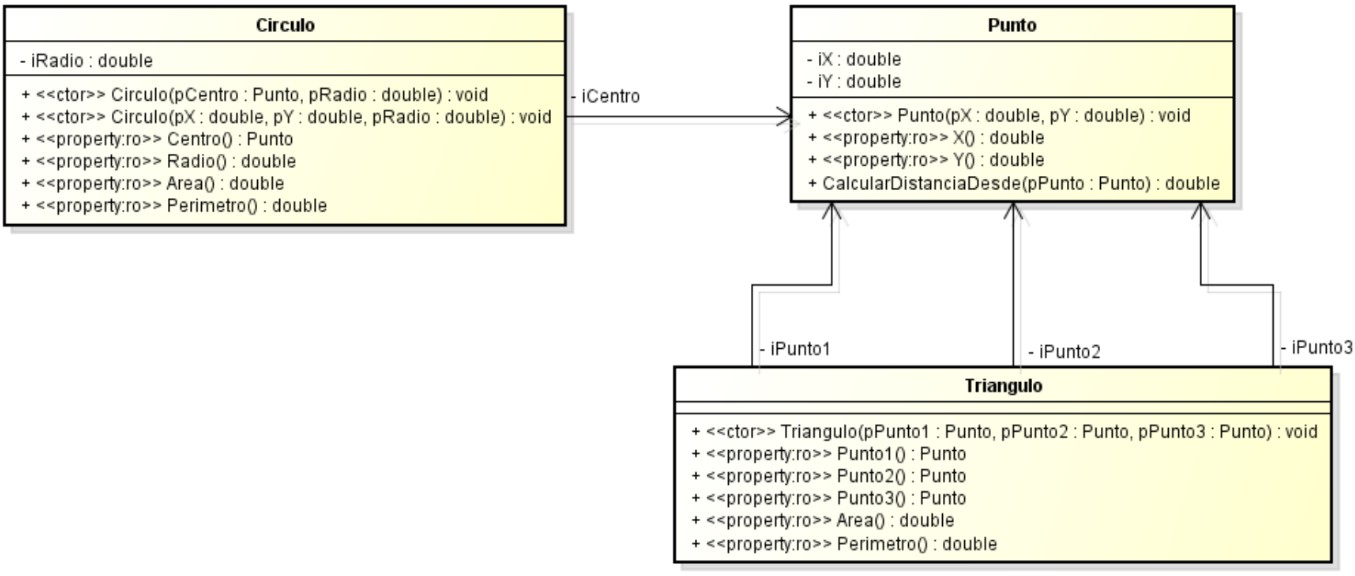 Circulo
- iRadio : double
+ <<ctor>> Circulo(pCentro : Punto, pRadio : double) : void
+ <<ctor>> Circulo(pX : double, pY : double, pRadio : double) : void
+ <<property:ro>> Centro() : Punto
+ <<property:ro>> Radio() : double
+ <<property:ro>> Area() : double
+ <<property:ro>> Perimetro() : double
- iCentro
Punto
- iX : double
- iY : double
+ <<ctor>> Punto(pX : double, pY : double) : void
+ <<property:ro>> X() : double
+ <<property:ro>> Y() : double
+ CalcularDistanciaDesde(pPunto : Punto) : double
- iPunto1
- iPunto2
- iPunto3
Triangulo
+ <<ctor>> Triangulo(pPunto1 : Punto, pPunto2 : Punto, pPunto3 : Punto) : void
+ <<property:ro>> Punto1() : Punto
+ <<property:ro>> Punto2() : Punto
+ <<property:ro>> Punto3() : Punto
+ <<property:ro>> Area() : double
+ <<property:ro>> Perimetro() : double